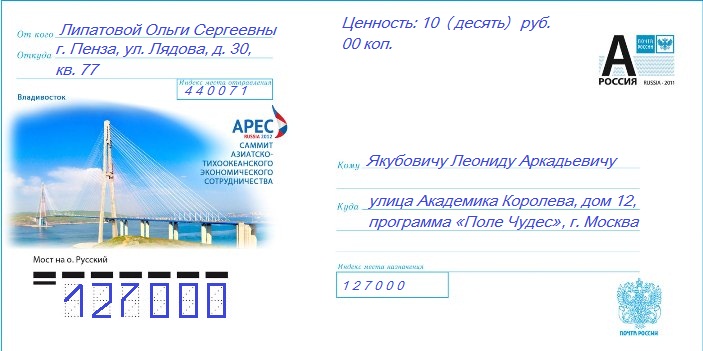 От кого Липатовой Ольги Сергеевны
Откуда г. Пенза, ул. Лядова, д. 30,
кв. 77
Индекс места отправления
440071
Ценность: 10 (десять) руб.
00 коп.
ПОЧТА РОССИИ
А
РОССИЯ
RUSSIA · 2011
Владивосток
APEC
RUSSIA 2012
САММИТ
АЗИАТСКО-
ТИХООКЕАНСКОГО
ЭКОНОМИЧЕСКОГО
СОТРУДНИЧЕСТВА
Мост на о. Русский
127000
Кому Якубовичу Леониду Аркадьевичу
Куда улица Академика Королева, дом 12,
программа «Поле Чудес», г. Москва
Индекс места назначения
127000
ПОЧТА РОССИИ